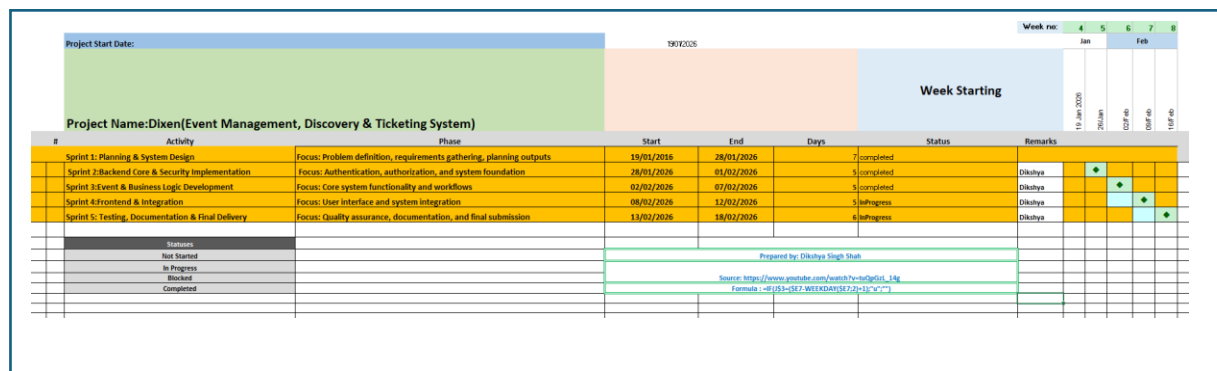 Week no: 4 5 6 7 8
Project Start Date: 19/01/2026 Jan Feb
Week Starting 19 Jan 2026 26/Jan 02/Feb 09/Feb 16/Feb
Project Name:Dixen(Event Management, Discovery & Ticketing System)
# Activity Phase Start End Days Status Remarks
Sprint 1: Planning & System Design Focus: Problem definition, requirements gathering, planning outputs 19/01/2016 28/01/2026 7 completed
Sprint 2:Backend Core & Security Implementation Focus: Authentication, authorization, and system foundation 28/01/2026 01/02/2026 5 completed Dikshya
Sprint 3:Event & Business Logic Development Focus: Core system functionality and workflows 02/02/2026 07/02/2026 5 completed Dikshya
Sprint 4:Frontend & Integration Focus: User interface and system integration 08/02/2026 12/02/2026 5 InProgress Dikshya
Sprint 5: Testing, Documentation & Final Delivery Focus: Quality assurance, documentation, and final submission 13/02/2026 18/02/2026 6 InProgress Dikshya
Statuses
Not Started Prepared by: Dikshya Singh Shah
In Progress
Blocked Source: https://www.youtube.com/watch?v=tuQpGzL_14g
Completed Formula : =IF(J$3=($E7-WEEKDAY($E7;2)+1);"u";"")